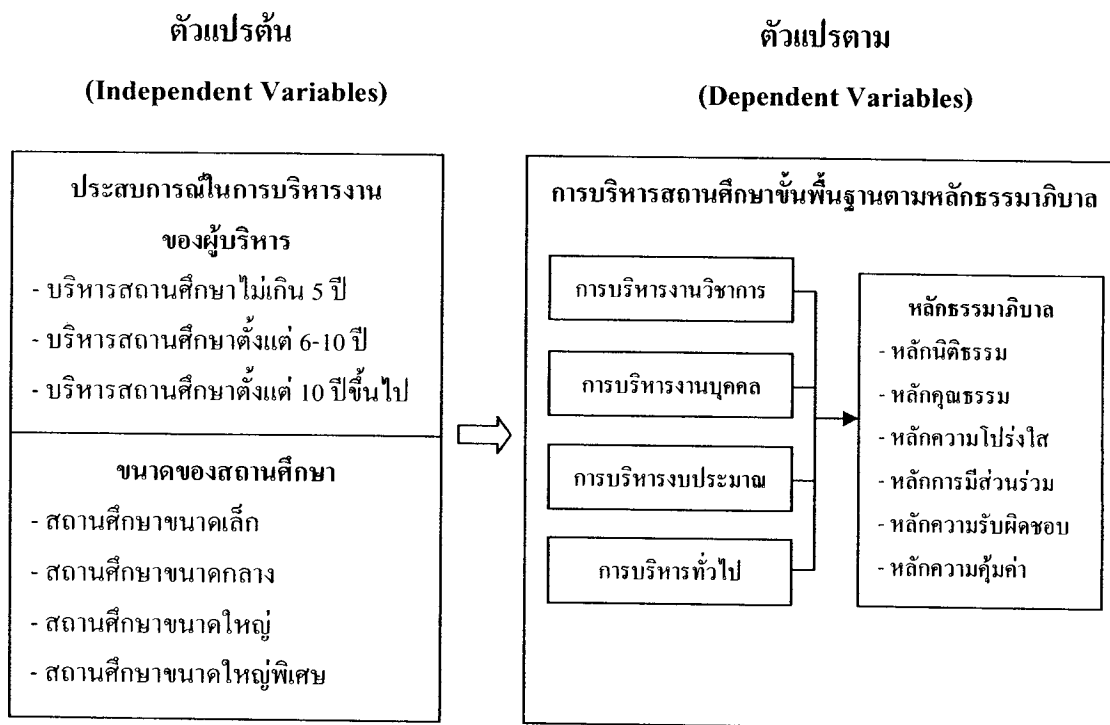 ตัวแปรต้น
(Independent Variables)
ประสบการณ์ในการบริหารงาน
ของผู้บริหาร
- บริหารสถานศึกษาไม่เกิน 5 ปี
- บริหารสถานศึกษาตั้งแต่ 6-10 ปี
- บริหารสถานศึกษาตั้งแต่ 10 ปีขึ้นไป
ขนาดของสถานศึกษา
- สถานศึกษาขนาดเล็ก
- สถานศึกษาขนาดกลาง
- สถานศึกษาขนาดใหญ่
- สถานศึกษาขนาดใหญ่พิเศษ
ตัวแปรตาม
(Dependent Variables)
การบริหารสถานศึกษาขั้นพื้นฐานตามหลักธรรมาภิบาล
การบริหารงานวิชาการ
การบริหารงานบุคคล
การบริหารงบประมาณ
การบริหารทั่วไป
หลักธรรมาภิบาล
- หลักนิติธรรม
- หลักคุณธรรม
- หลักความโปร่งใส
- หลักการมีส่วนร่วม
- หลักความรับผิดชอบ
- หลักความคุ้มค่า